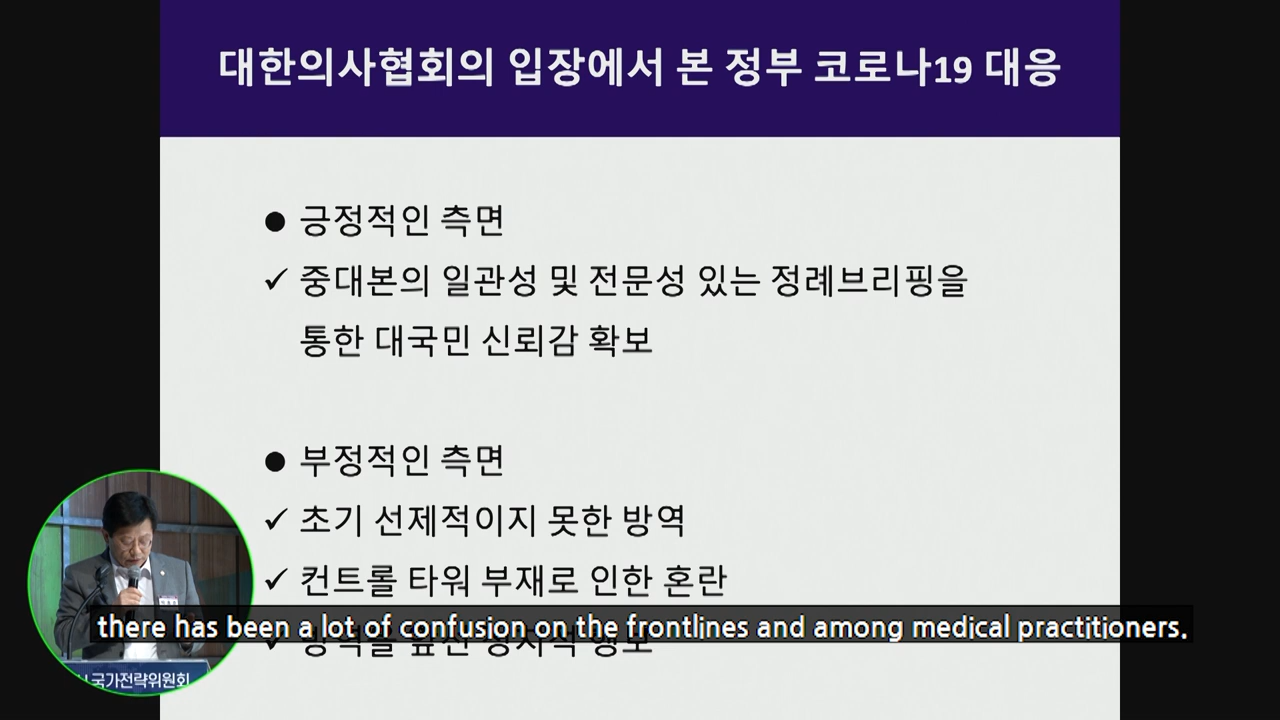 대한의사협회의 입장에서 본 정부 코로나19 대응
● 긍정적인 측면
✓ 중대본의 일관성 및 전문성 있는 정례브리핑을
통한 대국민 신뢰감 확보
● 부정적인 측면
✓ 초기 선제적이지 못한 방역
✓ 컨트롤 타워 부재로 인한 혼란
there has been a lot of confusion on the frontlines and among medical practitioners.
국가전략위원회